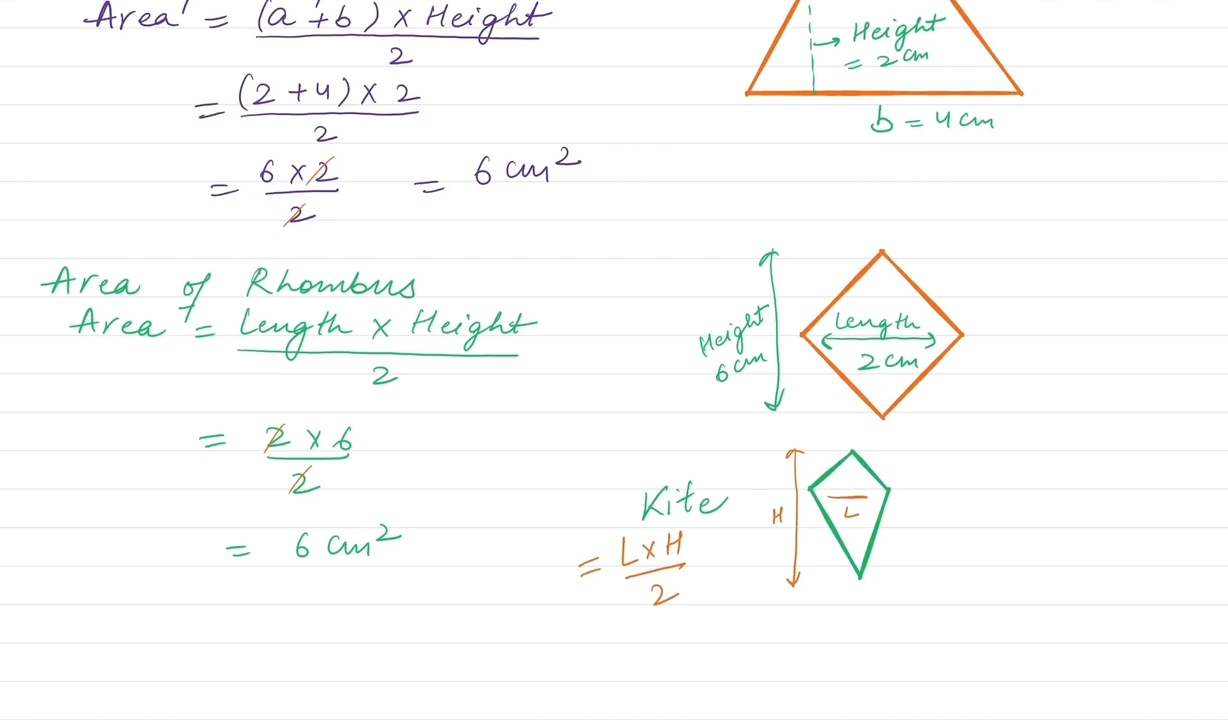 Area = (a + b) x Height
2
= (2 + 4) x 2
2
= 6 x 2 = 6 cm²
2
Height
= 2 cm
b = 4 cm
Area of Rhombus
Area = Length x Height
2
= 2 x 6
2
= 6 cm²
Height
6 cm
Length
2 cm
Kite
= L x H
2
H
L